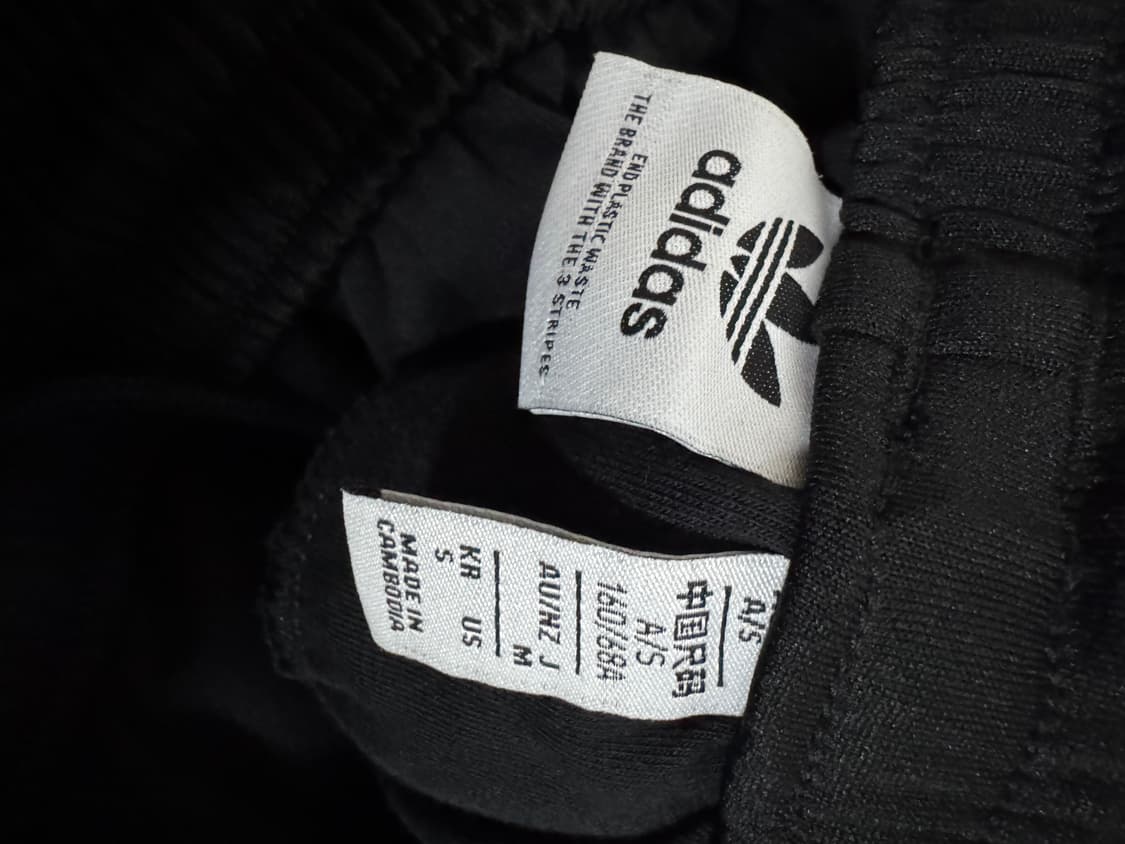 adidas
END PLASTIC WASTE
THE BRAND WITH THE 3 STRIPES
A/S
中国尺码
A/S
160/68A
AU/NZ J
M
KR US
S
MADE IN
CAMBODIA